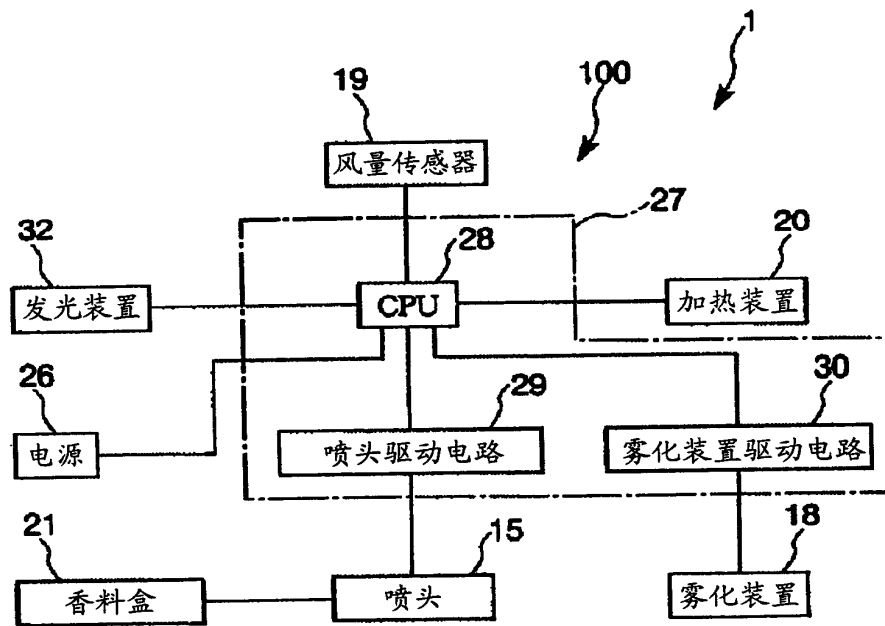 1
100
19
风量传感器
27
32
28
20
发光装置
CPU
加热装置
26
29
30
电源
喷头驱动电路
雾化装置驱动电路
21
15
18
香料盒
喷头
雾化装置